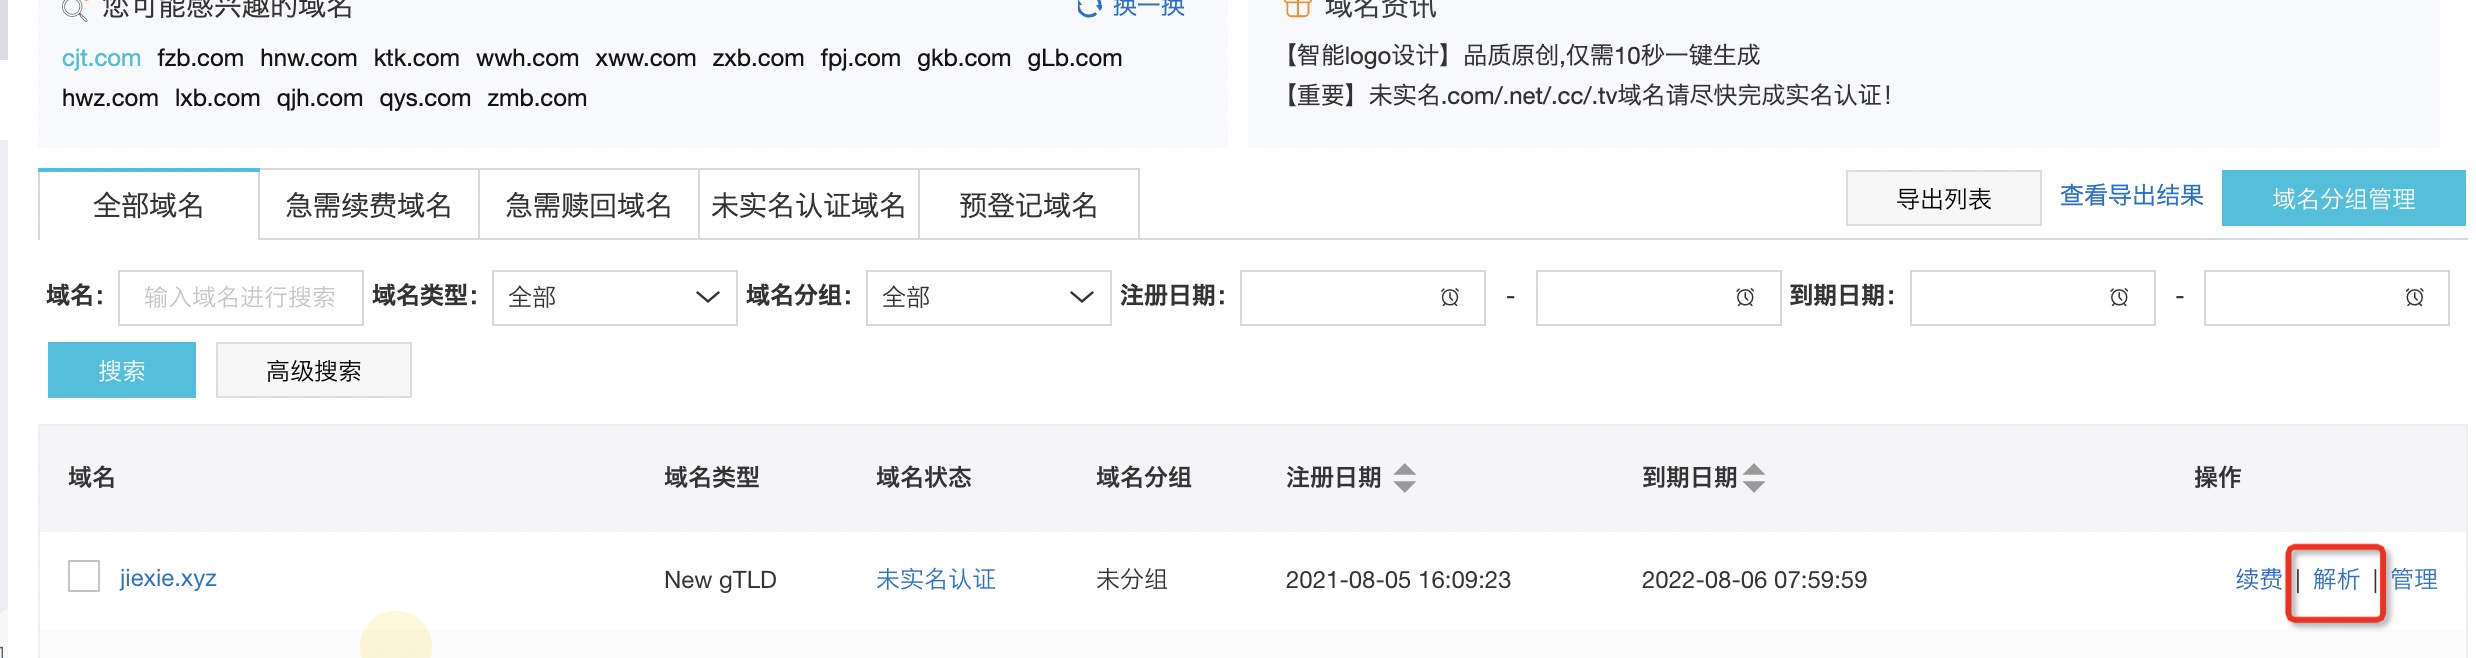 您可能感兴趣的域名 换一换
cjt.com fzb.com hnw.com ktk.com wwh.com xww.com zxb.com fpj.com gkb.com gLb.com
hwz.com lxb.com qjh.com qys.com zmb.com
域名资讯
【智能logo设计】品质原创,仅需10秒一键生成
【重要】未实名.com/.net/.cc/.tv域名请尽快完成实名认证!
全部域名 急需续费域名 急需赎回域名 未实名认证域名 预登记域名 导出列表 查看导出结果 域名分组管理
域名: 输入域名进行搜索 域名类型: 全部 域名分组: 全部 注册日期: - 到期日期: -
搜索 高级搜索
域名 域名类型 域名状态 域名分组 注册日期 到期日期 操作
jiexie.xyz New gTLD 未实名认证 未分组 2021-08-05 16:09:23 2022-08-06 07:59:59 续费 | 解析 | 管理